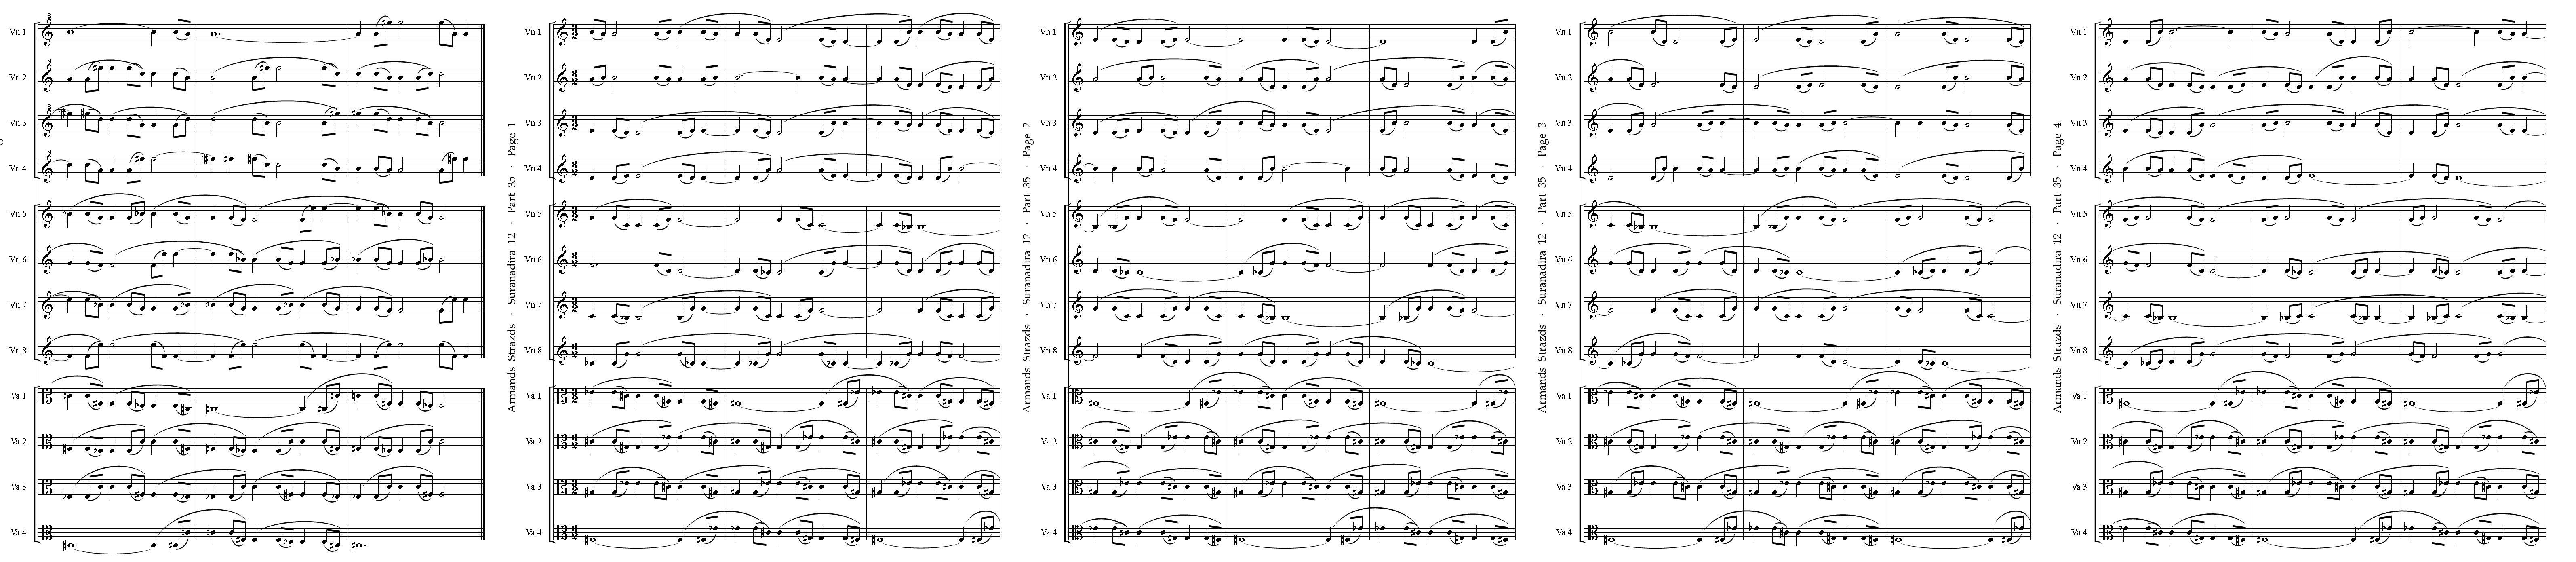 Vn 1
Vn 2
Vn 3
Vn 4
Vn 5
Vn 6
Vn 7
Vn 8
Va 1
Va 2
Va 3
Va 4
Armands Strazds · Suranadira 12 · Part 35 · Page 1
Vn 1
Vn 2
Vn 3
Vn 4
Vn 5
Vn 6
Vn 7
Vn 8
Va 1
Va 2
Va 3
Va 4
Armands Strazds · Suranadira 12 · Part 35 · Page 2
Vn 1
Vn 2
Vn 3
Vn 4
Vn 5
Vn 6
Vn 7
Vn 8
Va 1
Va 2
Va 3
Va 4
Armands Strazds · Suranadira 12 · Part 35 · Page 3
Vn 1
Vn 2
Vn 3
Vn 4
Vn 5
Vn 6
Vn 7
Vn 8
Va 1
Va 2
Va 3
Va 4
Armands Strazds · Suranadira 12 · Part 35 · Page 4
Vn 1
Vn 2
Vn 3
Vn 4
Vn 5
Vn 6
Vn 7
Vn 8
Va 1
Va 2
Va 3
Va 4